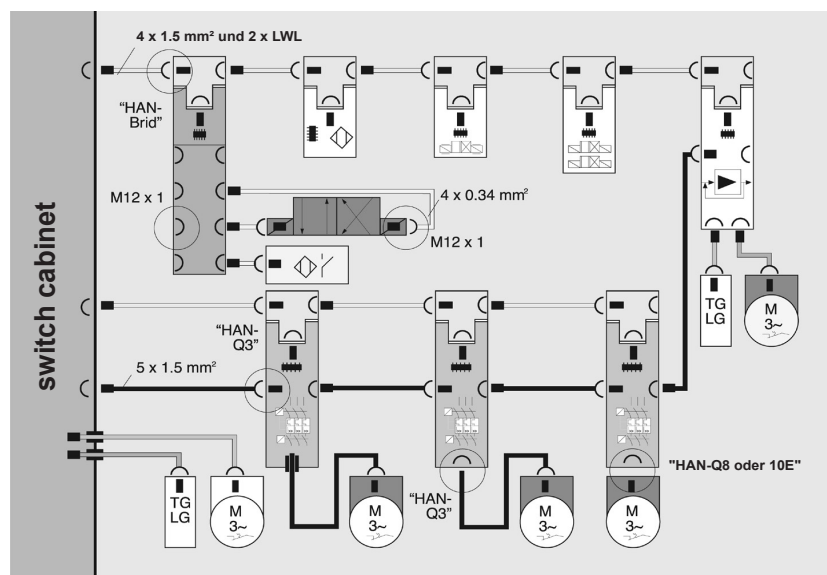 4 x 1.5 mm² und 2 x LWL
"HAN-
Brid"
M12 x 1
4 x 0.34 mm²
M12 x 1
switch cabinet
"HAN-
Q3"
TG
LG
M
3~
5 x 1.5 mm²
"HAN-Q8 oder 10E"
"HAN-
Q3"
TG
LG
M
3~
M
3~
M
3~
M
3~